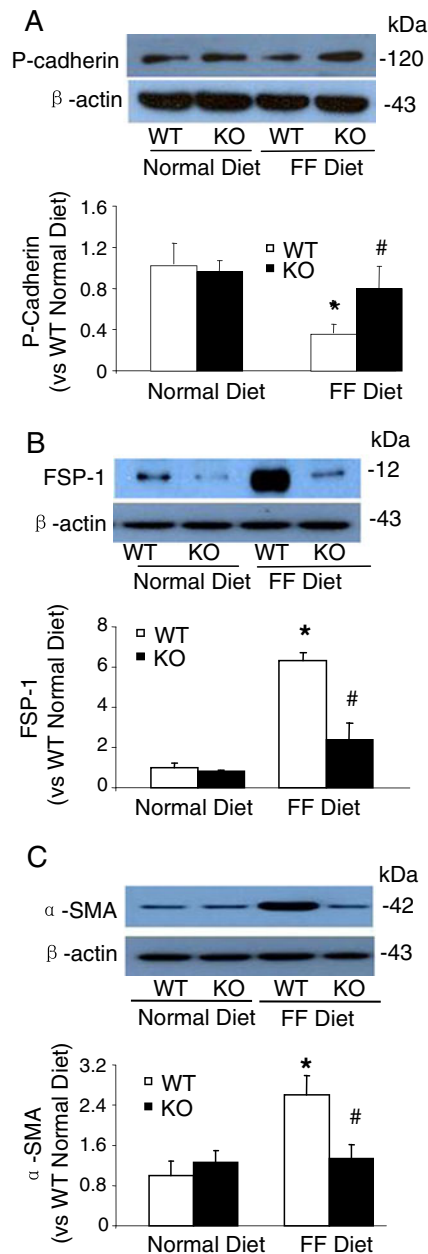 A
kDa
P-cadherin
-120
β-actin
-43
WT KO WT KO
Normal Diet FF Diet
P-Cadherin
(vs WT Normal Diet)
1.6
1.2
0.8
0.4
0
WT
KO
*
#
Normal Diet FF Diet
B
kDa
FSP-1
-12
β-actin
-43
WT KO WT KO
Normal Diet FF Diet
FSP-1
(vs WT Normal Diet)
8
6
4
2
0
WT
KO
*
#
Normal Diet FF Diet
C
kDa
α-SMA
-42
β-actin
-43
WT KO WT KO
Normal Diet FF Diet
α-SMA
(vs WT Normal Diet)
3.2
2.4
1.6
0.8
0
WT
KO
*
#
Normal Diet FF Diet